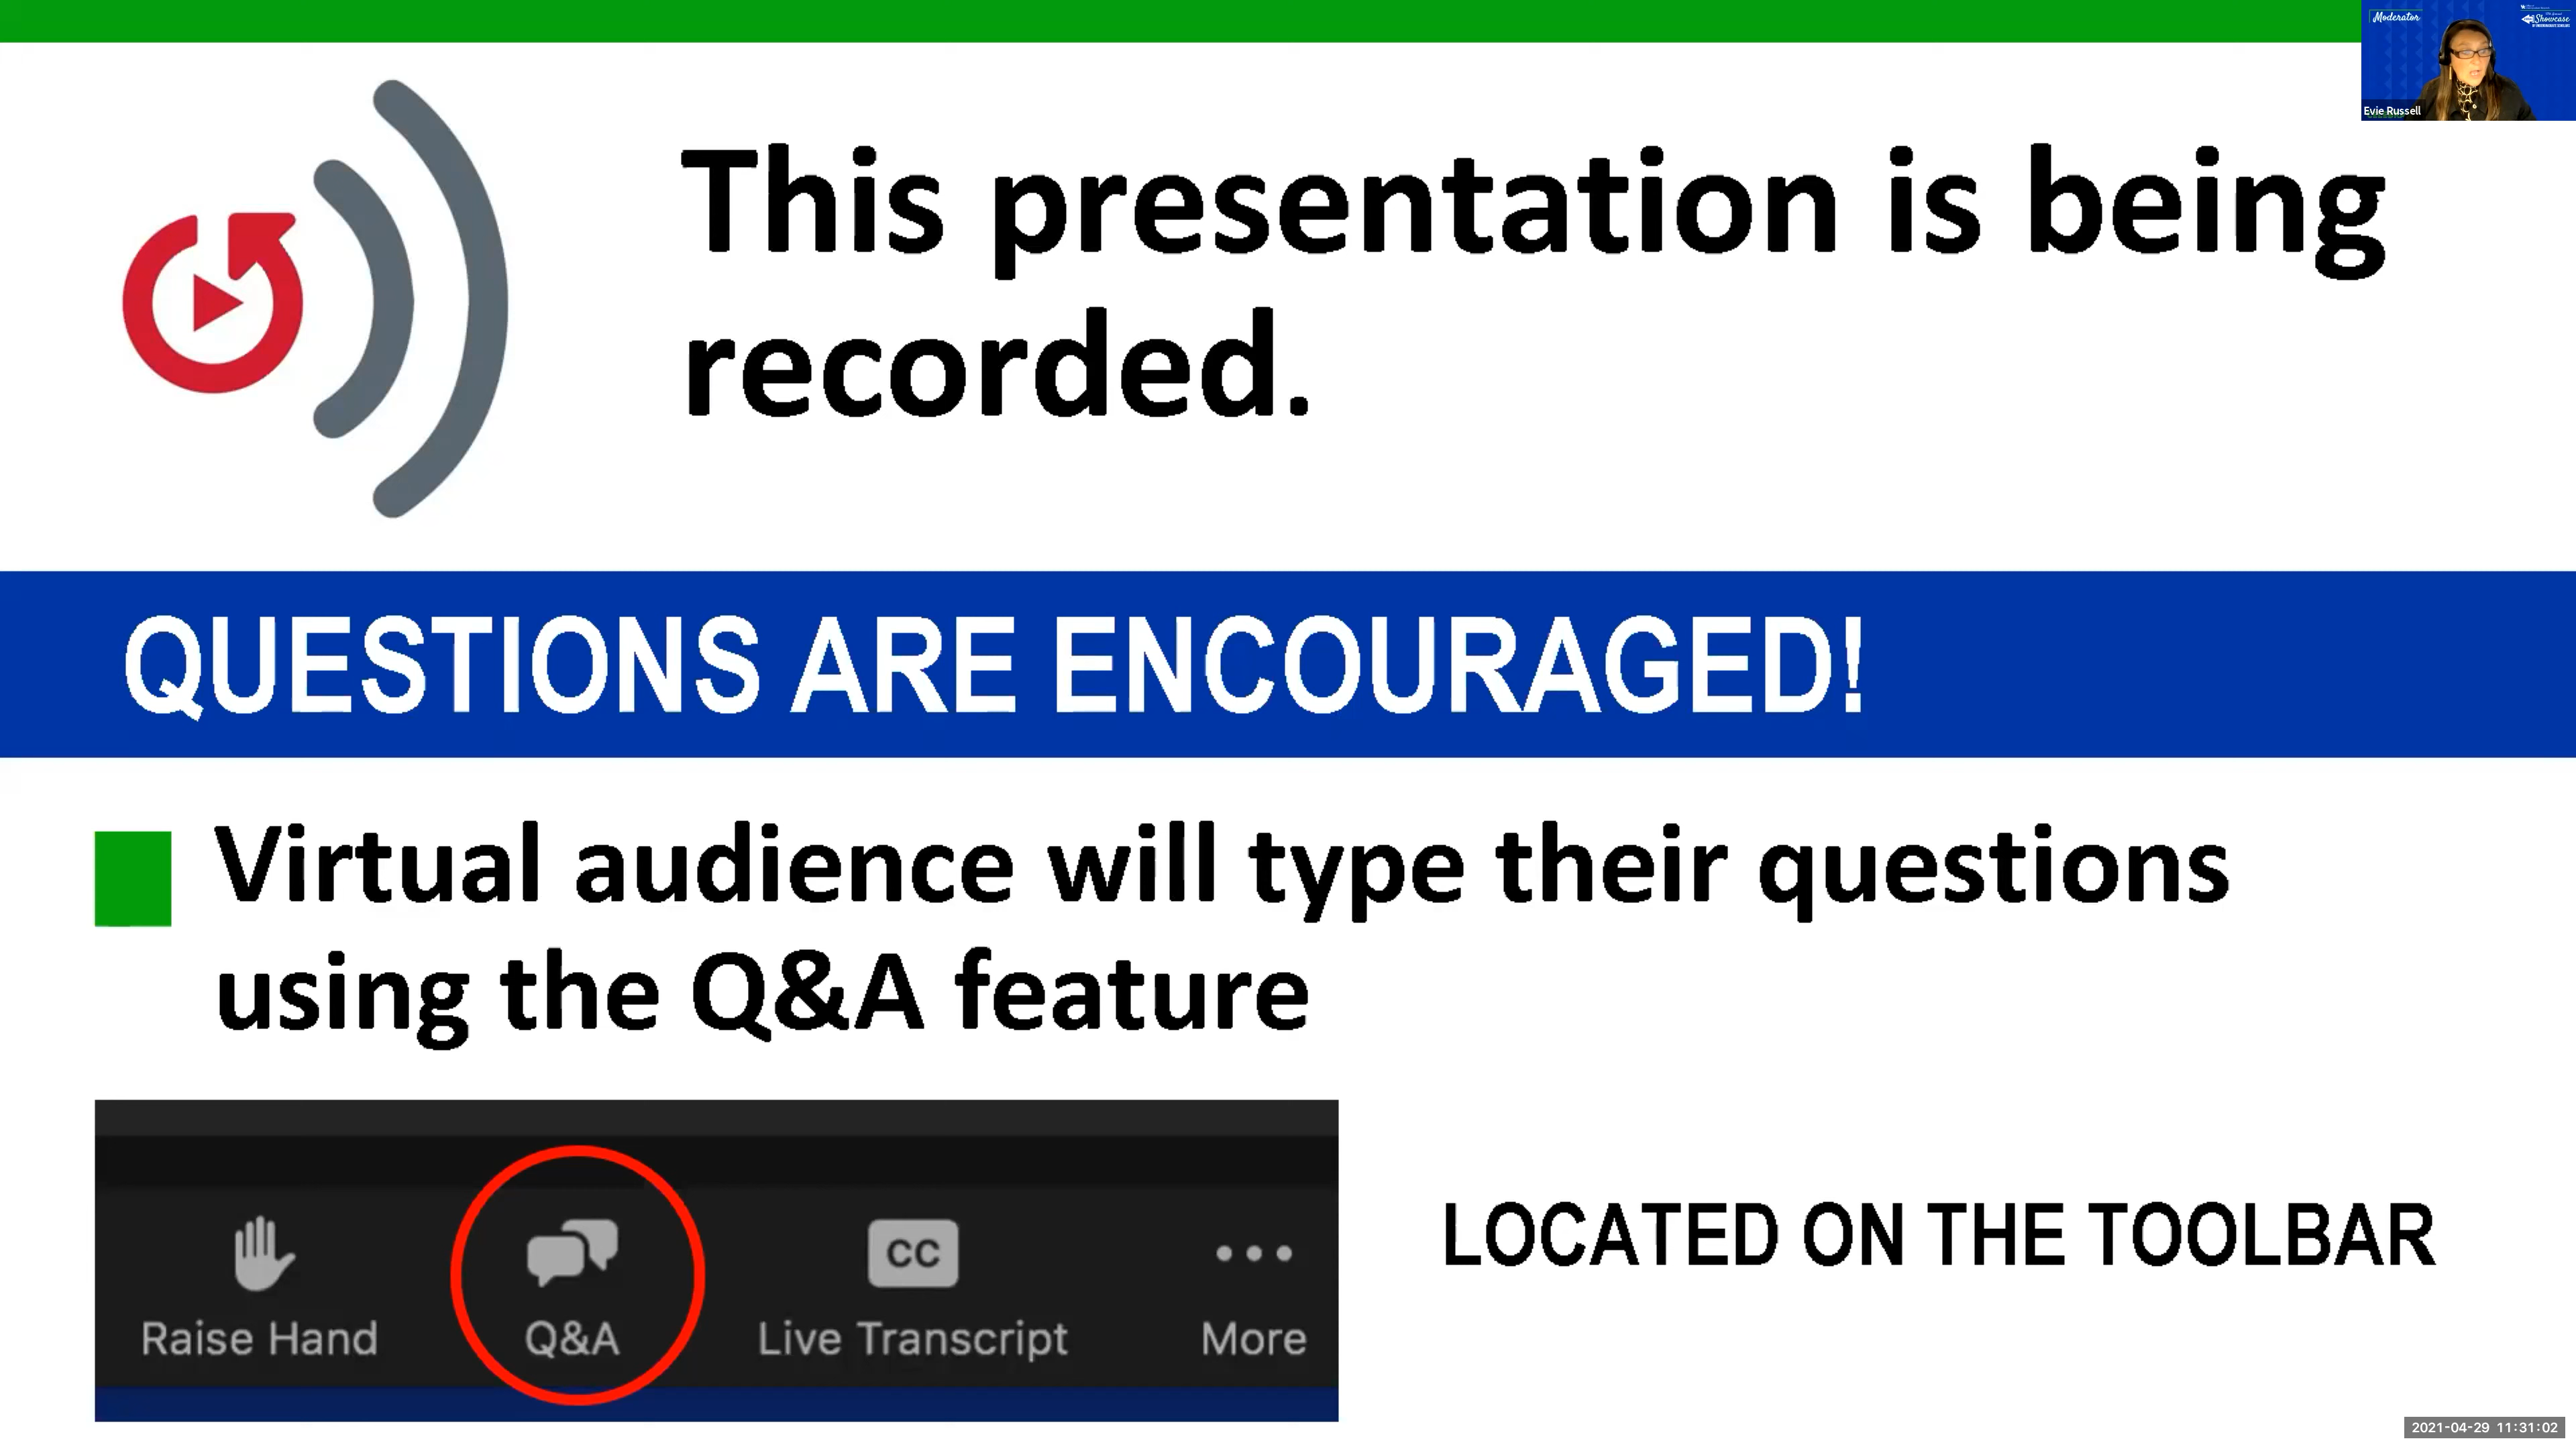 Moderator
Showcase
Evie Russell
This presentation is being
recorded.
QUESTIONS ARE ENCOURAGED!
Virtual audience will type their questions
using the Q&A feature
CC
Raise Hand
Q&A
Live Transcript
More
LOCATED ON THE TOOLBAR
2021-04-29 11:31:02